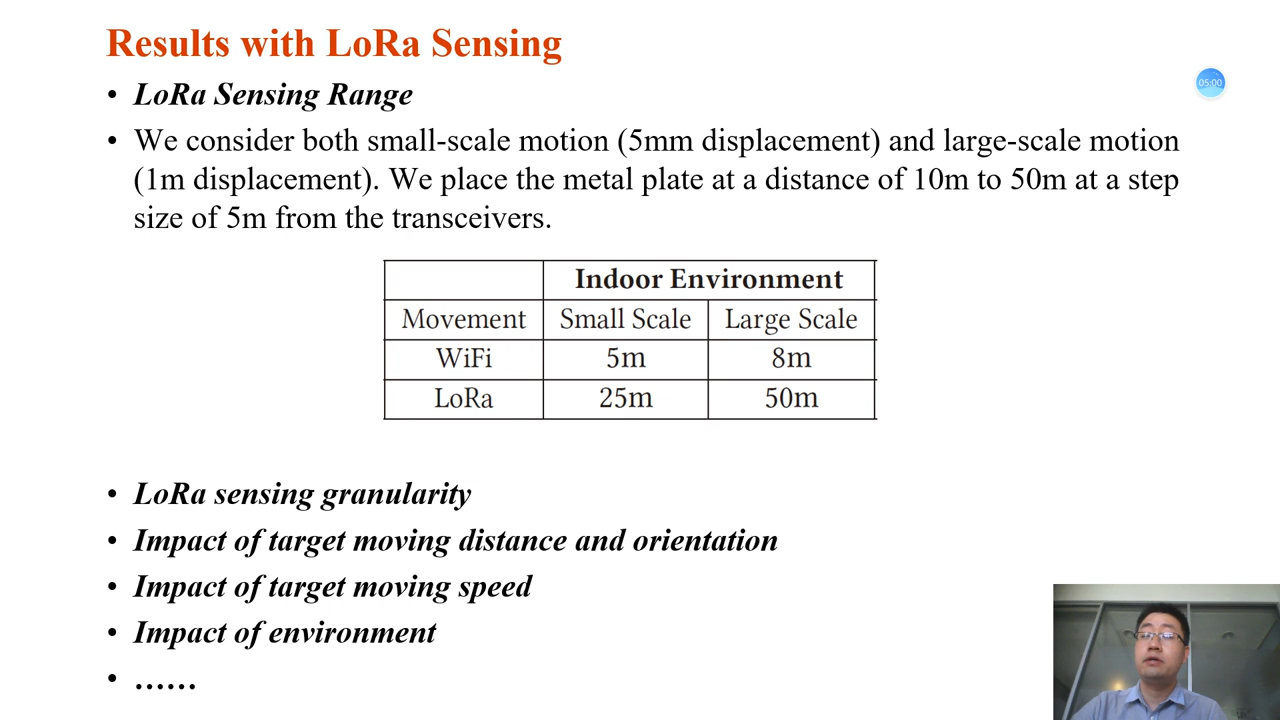 Results with LoRa Sensing
• LoRa Sensing Range
05:00
• We consider both small-scale motion (5mm displacement) and large-scale motion
(1m displacement). We place the metal plate at a distance of 10m to 50m at a step
size of 5m from the transceivers.
Indoor Environment
Movement Small Scale Large Scale
WiFi 5m 8m
LoRa 25m 50m
• LoRa sensing granularity
• Impact of target moving distance and orientation
• Impact of target moving speed
• Impact of environment
• ……